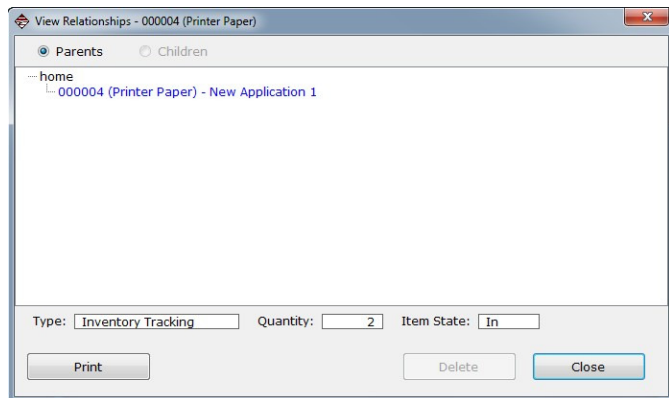 View Relationships - 000004 (Printer Paper)
Parents Children
home
000004 (Printer Paper) - New Application 1
Type: Inventory Tracking Quantity: 2 Item State: In
Print Delete Close